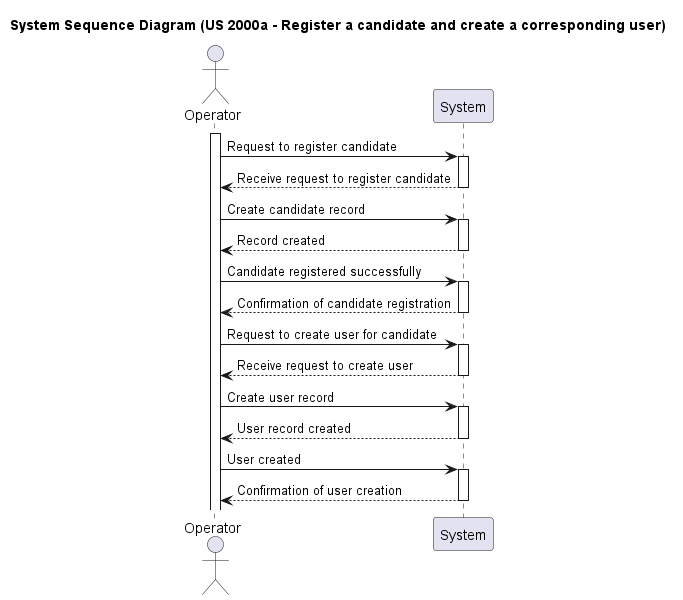 System Sequence Diagram (US 2000a - Register a candidate and create a corresponding user)
Operator
System
Request to register candidate
Receive request to register candidate
Create candidate record
Record created
Candidate registered successfully
Confirmation of candidate registration
Request to create user for candidate
Receive request to create user
Create user record
User record created
User created
Confirmation of user creation
Operator
System